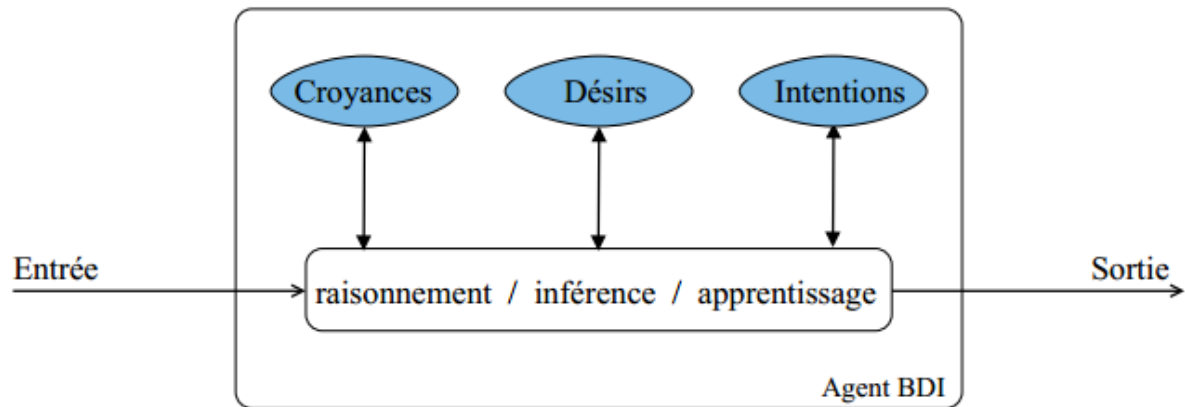 Croyances
Désirs
Intentions
Entrée
raisonnement / inférence / apprentissage
Sortie
Agent BDI